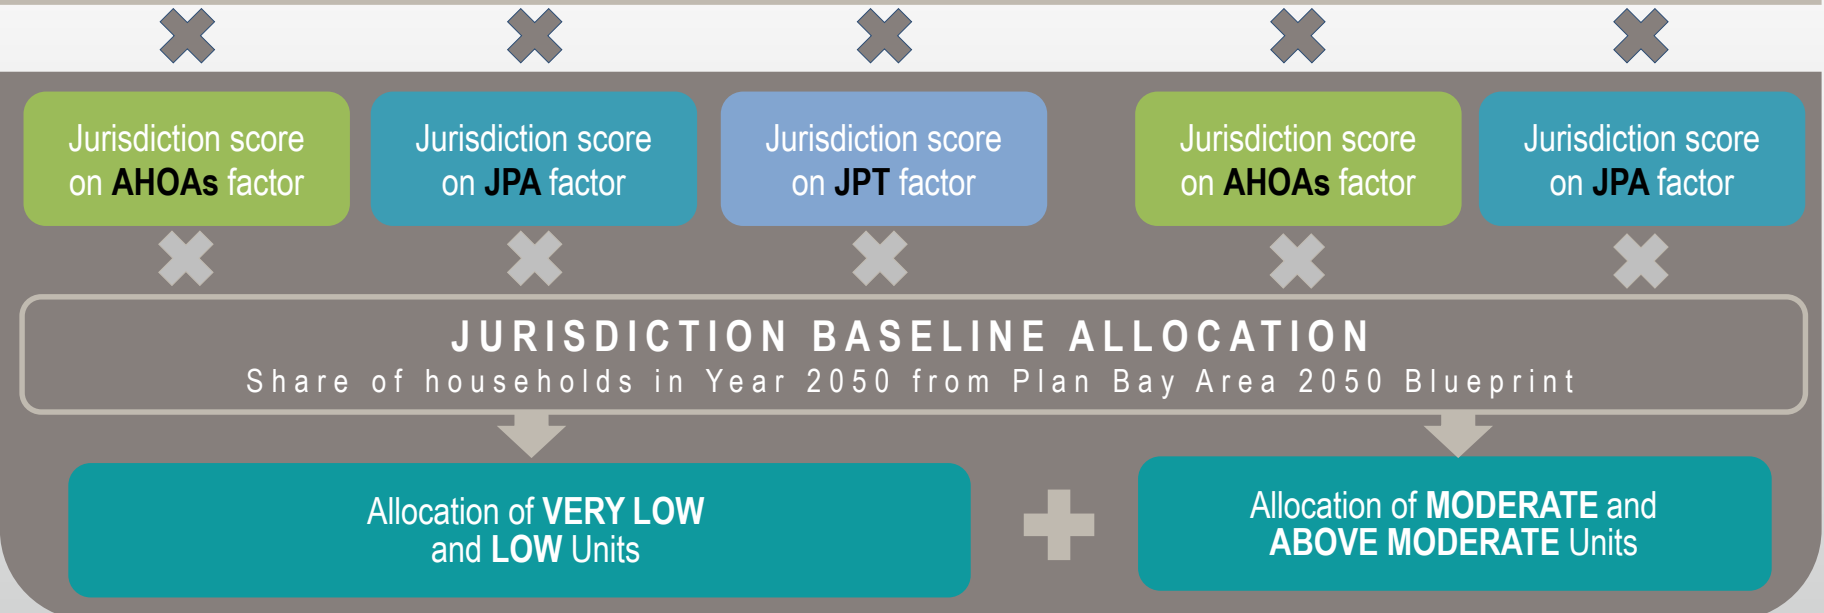 Jurisdiction score
on AHOAs factor
Jurisdiction score
on JPA factor
Jurisdiction score
on JPT factor
Jurisdiction score
on AHOAs factor
Jurisdiction score
on JPA factor
JURISDICTION BASELINE ALLOCATION
Share of households in Year 2050 from Plan Bay Area 2050 Blueprint
Allocation of VERY LOW
and LOW Units
Allocation of MODERATE and
ABOVE MODERATE Units